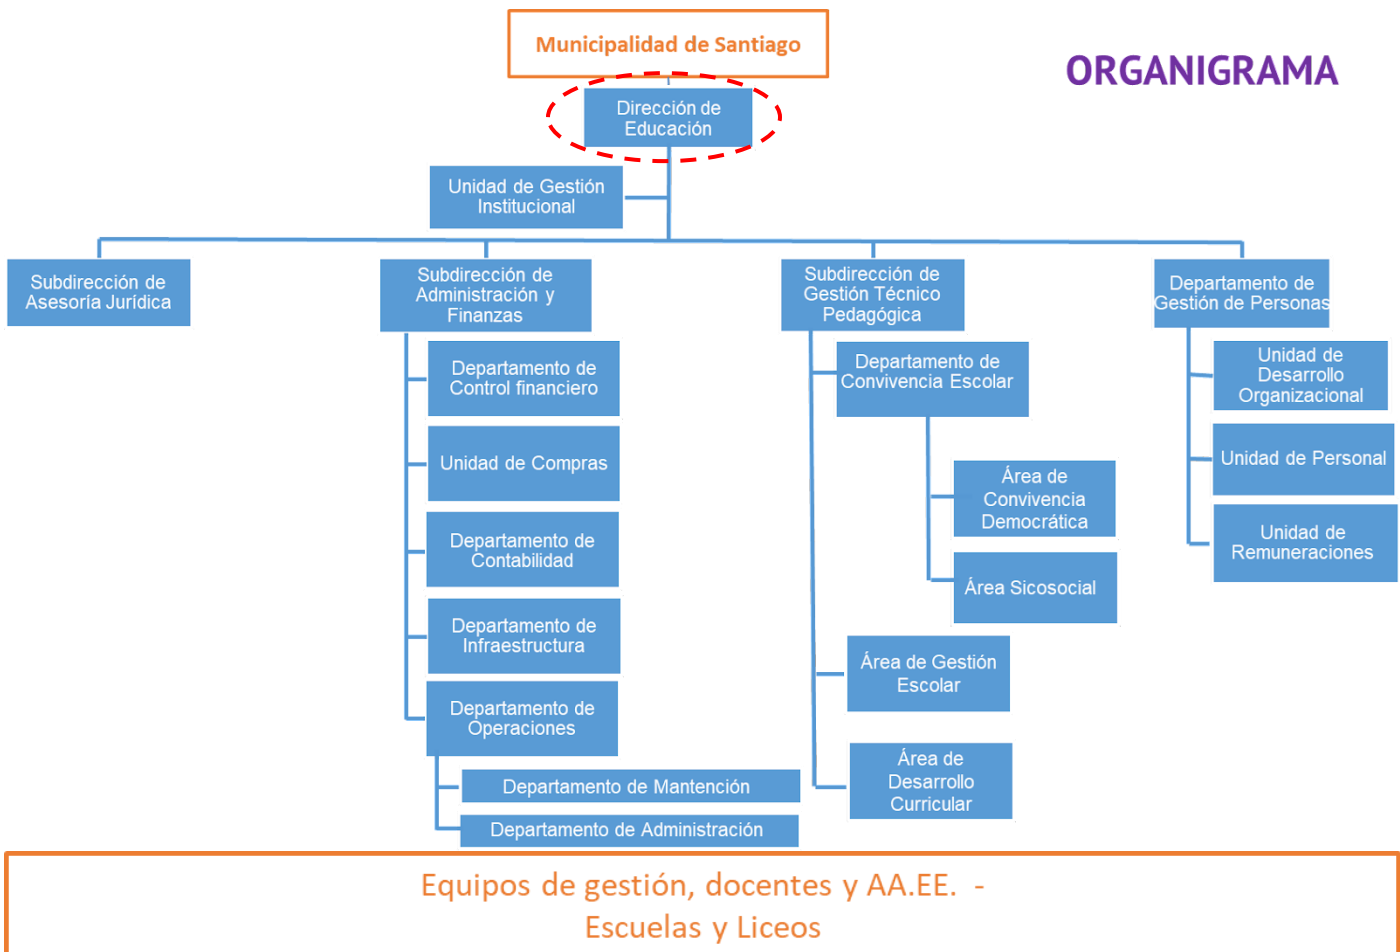 Municipalidad de Santiago
ORGANIGRAMA
Dirección de
Educación
Unidad de Gestión
Institucional
Subdirección de
Asesoría Jurídica
Subdirección de
Administración y
Finanzas
Subdirección de
Gestión Técnico
Pedagógica
Departamento de
Gestión de Personas
Departamento de
Control financiero
Unidad de Compras
Departamento de
Contabilidad
Departamento de
Infraestructura
Departamento de
Operaciones
Departamento de Mantención
Departamento de Administración
Departamento de
Convivencia Escolar
Área de
Convivencia
Democrática
Área Sicosocial
Área de Gestión
Escolar
Área de
Desarrollo
Curricular
Unidad de
Desarrollo
Organizacional
Unidad de Personal
Unidad de
Remuneraciones
Equipos de gestión, docentes y AA.EE. -
Escuelas y Liceos